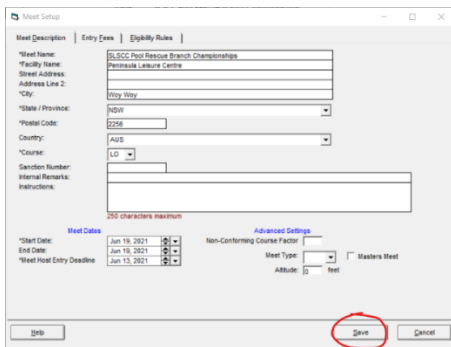 Meet Setup
Meet Description Entry Fees Eligibility Rules
*Meet Name: SLSCC Pool Rescue Branch Championships
*Facility Name: Peninsula Leisure Centre
Street Address:
Address Line 2:
*City: Woy Woy
*State / Province: NSW
*Postal Code: 2256
Country: AUS
*Course: LO
Sanction Number:
Internal Remarks:
Instructions:
250 characters maximum
Meet Dates Advanced Settings
*Start Date: Jun 19, 2021 Non-Conforming Course Factor
End Date: Jun 19, 2021 Meet Type: Masters Meet
*Meet Host Entry Deadline Jun 13, 2021 Altitude: 0 feet
Help Save Cancel